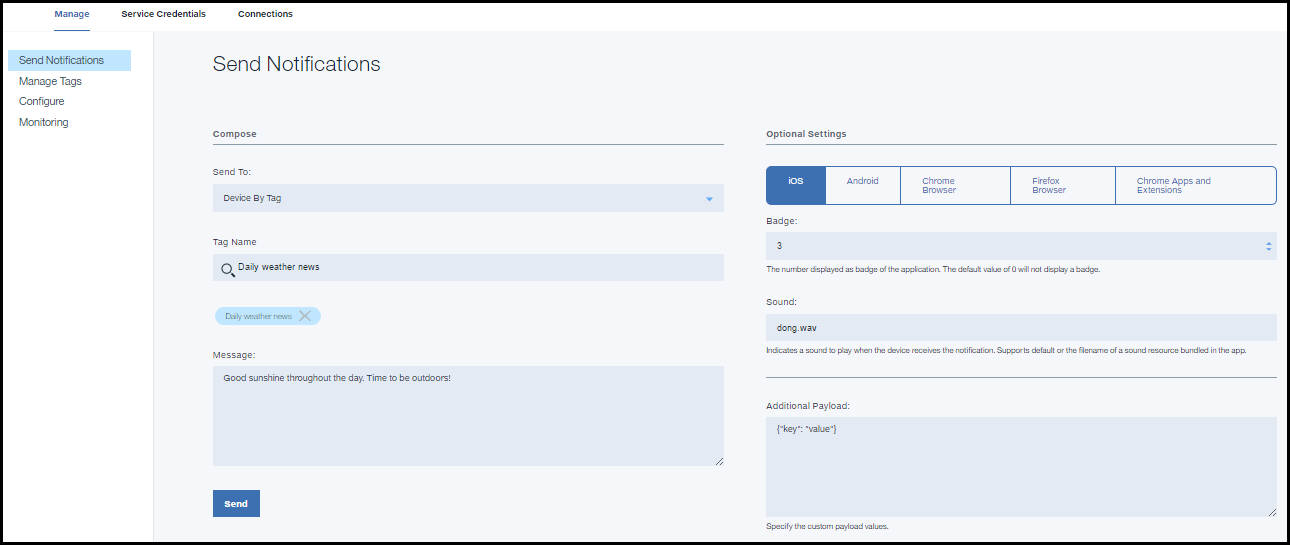 Manage Service Credentials Connections
Send Notifications
Manage Tags
Configure
Monitoring
Send Notifications
Compose
Send To:
Device By Tag
Tag Name
Daily weather news
Daily weather news
Message:
Good sunshine throughout the day. Time to be outdoors!
Send
Optional Settings
iOS
Android
Chrome
Browser
Firefox
Browser
Chrome Apps and
Extensions
Badge:
3
The number displayed as badge of the application. The default value of 0 will not display a badge.
Sound:
dong.wav
Indicates a sound to play when the device receives the notification. Supports default or the filename of a sound resource bundled in the app.
Additional Payload:
{"key": "value"}
Specify the custom payload values.